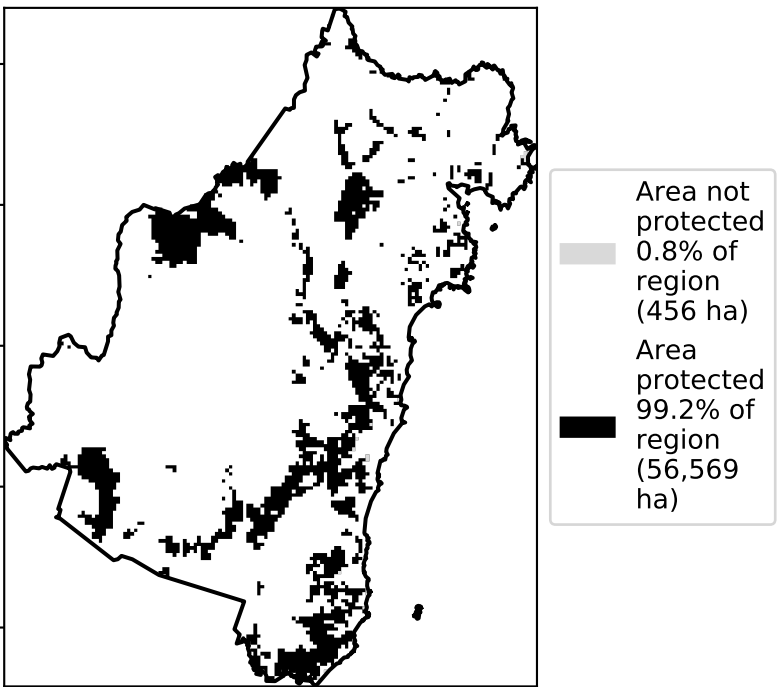 Area not
protected
0.8% of
region
(456 ha)
Area
protected
99.2% of
region
(56,569
ha)